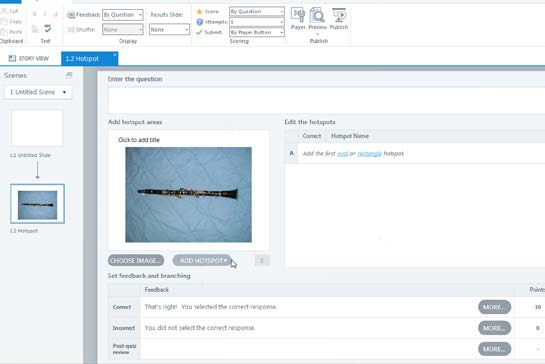 Cut
Copy
Paste
Clipboard
B I U
ABC
Text
Feedback: By Question
Shuffle: None
Results Slide:
None
Display
Score: By Question
Attempts: 1
Submit: By Player Button
Scoring
Player Preview Publish
Publish
STORY VIEW
1.2 Hotspot
Scenes
1 Untitled Scene
1.1 Untitled Slide
1.2 Hotspot
Enter the question
Add hotspot areas
Click to add title
CHOOSE IMAGE...
ADD HOTSPOT
Edit the hotspots
Correct Hotspot Name
A Add the first oval or rectangle hotspot.
Set feedback and branching
Feedback Points
Correct That's right! You selected the correct response. MORE... 10
Incorrect You did not select the correct response. MORE... 0
Post-quiz review MORE... -